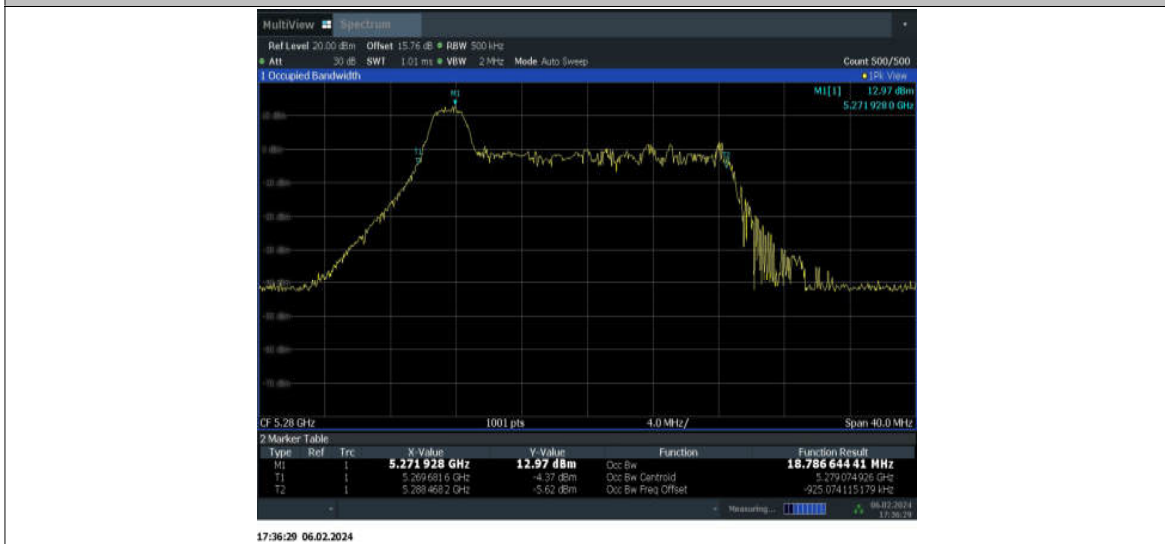 MultiView Spectrum
Ref Level 20.00 dBm Offset 15.76 dB RBW 500 kHz
Att 30 dB SWT 1.01 ms VBW 2 MHz Mode Auto Sweep Count 500/500
1 Occupied Bandwidth 1Pk View
M1[1] 12.97 dBm
5.271 928 0 GHz
M1
T1
CF 5.28 GHz 1001 pts 4.0 MHz/ Span 40.0 MHz
2 Marker Table
Type Ref Trc X-Value Y-Value Function Function Result
M1 1 5.271 928 GHz 12.97 dBm Occ Bw 18.786 644 41 MHz
T1 1 5.269 681 6 GHz -4.37 dBm Occ Bw Centroid 5.279 074 926 GHz
T2 1 5.288 468 2 GHz -5.62 dBm Occ Bw Freq Offset -925.074 115 179 kHz
Measuring... 06.02.2024
17:36:29
17:36:29 06.02.2024